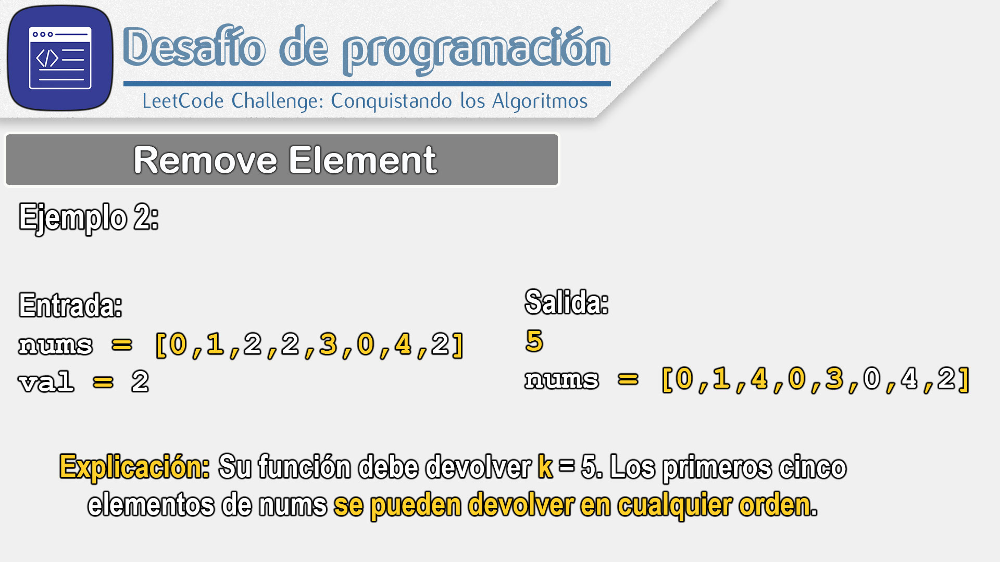 </>
Desafío de programación
LeetCode Challenge: Conquistando los Algoritmos
Remove Element
Ejemplo 2:
Entrada:
nums = [0,1,2,2,3,0,4,2]
val = 2
Salida:
5
nums = [0,1,4,0,3,0,4,2]
Explicación: Su función debe devolver k = 5. Los primeros cinco
elementos de nums se pueden devolver en cualquier orden.